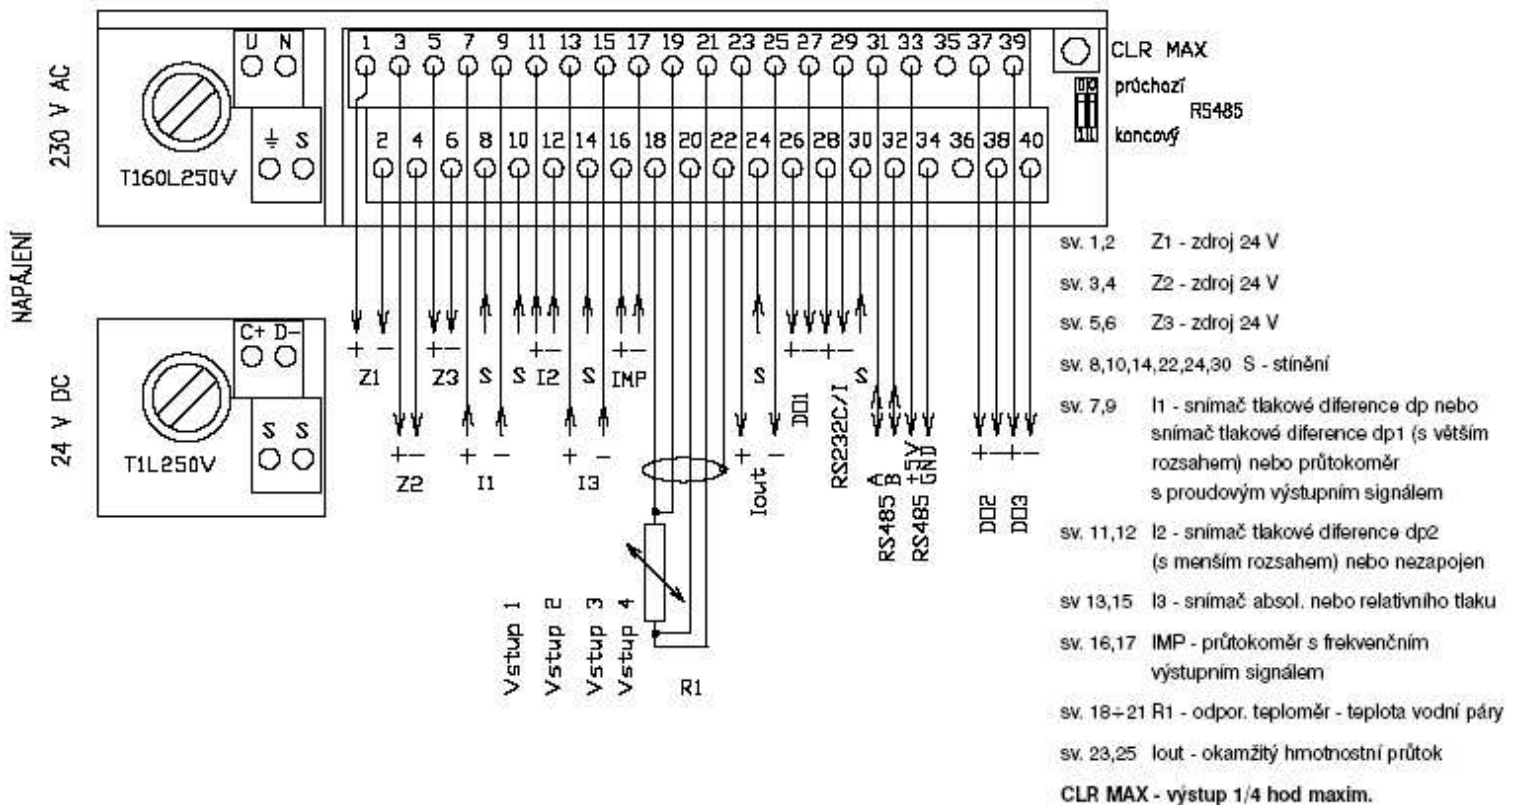 NAPÁJENÍ
230 V AC
U N
⏚ S
T160L250V
24 V DC
C+ D-
S S
T1L250V
1 3 5 7 9 11 13 15 17 19 21 23 25 27 29 31 33 35 37 39
2 4 6 8 10 12 14 16 18 20 22 24 26 28 30 32 34 36 38 40
CLR MAX
průchozí
RS485
koncový
+ -
Z1
+ -
Z2
+ -
Z3
S
+ -
I1
S
+ -
I2
S
+ -
I3
+ -
IMP
Vstup 1
Vstup 2
Vstup 3
Vstup 4
R1
S
+ -
Iout
+ -
DO1
+ -
RS232C/I
S
RS485 A
B
RS485 +5V
GND
+ - + -
DO2
DO3
sv. 1,2 Z1 - zdroj 24 V
sv. 3,4 Z2 - zdroj 24 V
sv. 5,6 Z3 - zdroj 24 V
sv. 8,10,14,22,24,30 S - stínění
sv. 7,9 I1 - snímač tlakové diference dp nebo
snímač tlakové diference dp1 (s větším
rozsahem) nebo průtokoměr
s proudovým výstupním signálem
sv. 11,12 I2 - snímač tlakové diference dp2
(s menším rozsahem) nebo nezapojen
sv 13,15 I3 - snímač absol. nebo relativního tlaku
sv. 16,17 IMP - průtokoměr s frekvenčním
výstupním signálem
sv. 18÷21 R1 - odpor. teploměr - teplota vodní páry
sv. 23,25 Iout - okamžitý hmotnostní průtok
CLR MAX - výstup 1/4 hod maxim.